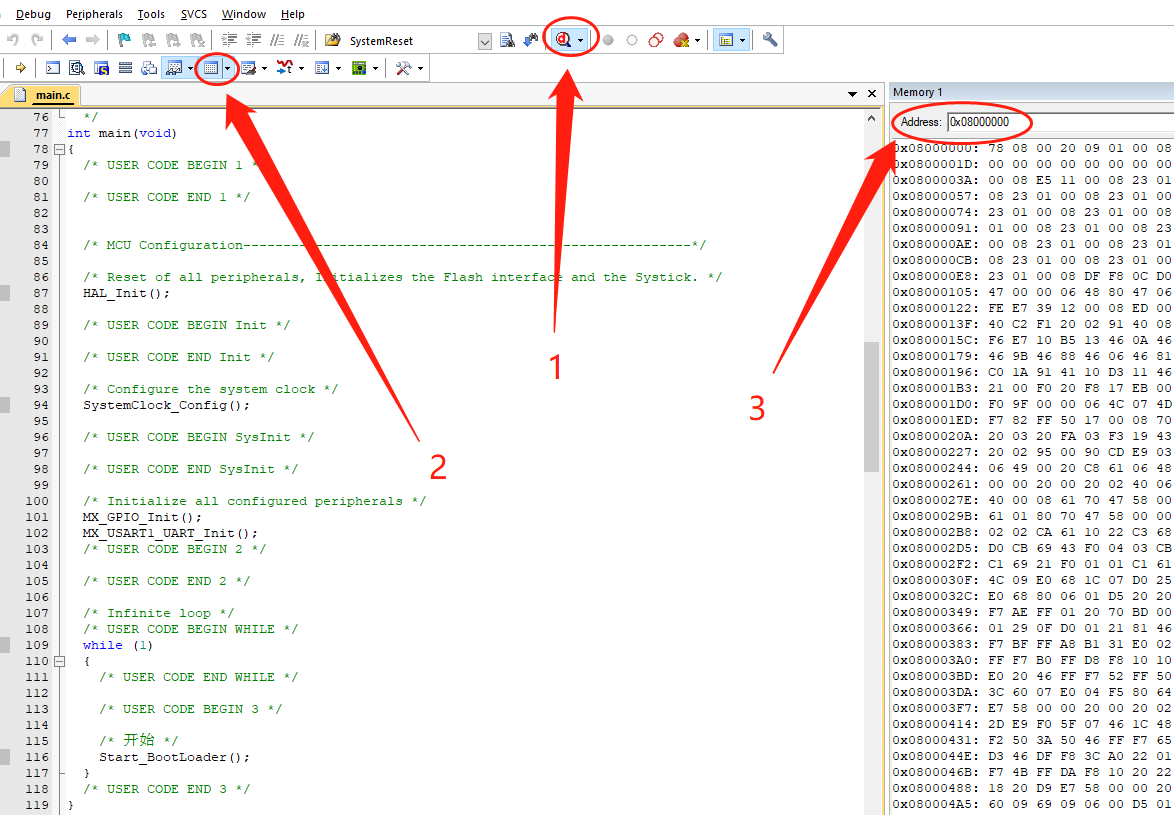 Debug Peripherals Tools SVCS Window Help
SystemReset
main.c
76 */
77 int main(void)
78 {
79 /* USER CODE BEGIN 1 *
80
81 /* USER CODE END 1 */
82
83
84 /* MCU Configuration--------------------------------------------------------*/
85
86 /* Reset of all peripherals, Initializes the Flash interface and the Systick. */
87 HAL_Init();
88
89 /* USER CODE BEGIN Init */
90
91 /* USER CODE END Init */
92
93 /* Configure the system clock */
94 SystemClock_Config();
95
96 /* USER CODE BEGIN SysInit */
97
98 /* USER CODE END SysInit */
99
100 /* Initialize all configured peripherals */
101 MX_GPIO_Init();
102 MX_USART1_UART_Init();
103 /* USER CODE BEGIN 2 */
104
105 /* USER CODE END 2 */
106
107 /* Infinite loop */
108 /* USER CODE BEGIN WHILE */
109 while (1)
110 {
111 /* USER CODE END WHILE */
112
113 /* USER CODE BEGIN 3 */
114
115 /* 开始 */
116 Start_BootLoader();
117 }
118 /* USER CODE END 3 */
119 }
1
2
3
Memory 1
Address: 0x08000000
0x08000000: 78 08 00 20 09 01 00 08
0x0800001D: 00 00 00 00 00 00 00 00
0x0800003A: 00 08 E5 11 00 08 23 01
0x08000057: 08 23 01 00 08 23 01 00
0x08000074: 23 01 00 08 23 01 00 08
0x08000091: 01 00 08 23 01 00 08 23
0x080000AE: 00 08 23 01 00 08 23 01
0x080000CB: 08 23 01 00 08 23 01 00
0x080000E8: 23 01 00 08 DF F8 0C D0
0x08000105: 47 00 00 06 48 80 47 06
0x08000122: FE E7 39 12 00 08 ED 00
0x0800013F: 40 C2 F1 20 02 91 40 08
0x0800015C: F6 E7 10 B5 13 46 0A 46
0x08000179: 46 9B 46 88 46 06 46 81
0x08000196: C0 1A 91 41 10 D3 11 46
0x080001B3: 21 00 F0 20 F8 17 EB 00
0x080001D0: F0 9F 00 00 06 4C 07 4D
0x080001ED: F7 82 FF 50 17 00 08 70
0x0800020A: 20 03 20 FA 03 F3 19 43
0x08000227: 20 02 95 00 90 CD E9 03
0x08000244: 06 49 00 20 C8 61 06 48
0x08000261: 00 00 20 00 20 02 40 06
0x0800027E: 40 00 08 61 70 47 58 00
0x0800029B: 61 01 80 70 47 58 00 00
0x080002B8: 02 02 CA 61 10 22 C3 68
0x080002D5: D0 CB 69 43 F0 04 03 CB
0x080002F2: C1 69 21 F0 01 01 C1 61
0x0800030F: 4C 09 E0 68 1C 07 D0 25
0x0800032C: E0 68 80 06 01 D5 20 20
0x08000349: F7 AE FF 01 20 70 BD 00
0x08000366: 01 29 0F D0 01 21 81 46
0x08000383: F7 BF FF A8 B1 31 E0 02
0x080003A0: FF F7 B0 FF D8 F8 10 10
0x080003BD: E0 20 46 FF F7 52 FF 50
0x080003DA: 3C 60 07 E0 04 F5 80 64
0x080003F7: E7 58 00 00 20 00 20 02
0x08000414: 2D E9 F0 5F 07 46 1C 48
0x08000431: F2 50 3A 50 46 FF F7 65
0x0800044E: D3 46 DF F8 3C A0 22 01
0x0800046B: F7 4B FF DA F8 10 20 22
0x08000488: 18 20 D9 E7 58 00 00 20
0x080004A5: 60 09 69 09 06 00 D5 01